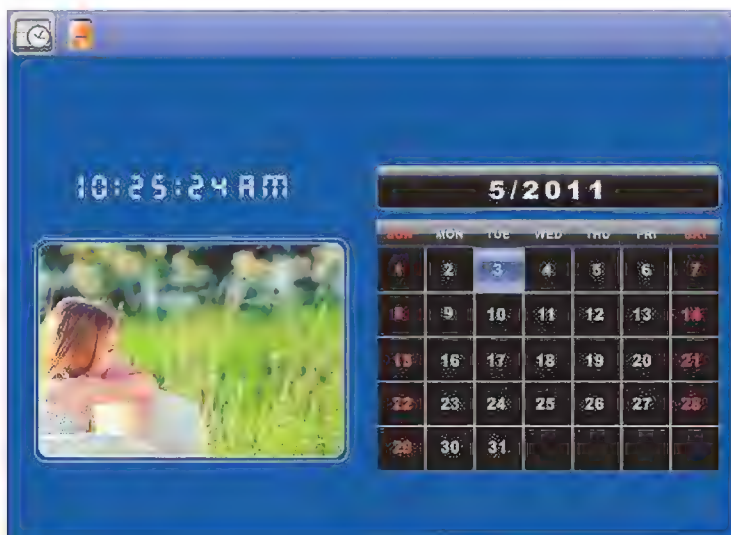 10:25:24 AM
5/2011
SUN MON TUE WED THU FRI SAT
1 2 3 4 5 6 7
8 9 10 11 12 13 14
15 16 17 18 19 20 21
22 23 24 25 26 27 28
29 30 31